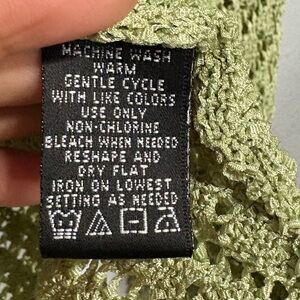 MACHINE WASH
WARM
GENTLE CYCLE
WITH LIKE COLORS
USE ONLY
NON-CHLORINE
BLEACH WHEN NEEDED
RESHAPE AND
DRY FLAT
IRON ON LOWEST
SETTING AS NEEDED